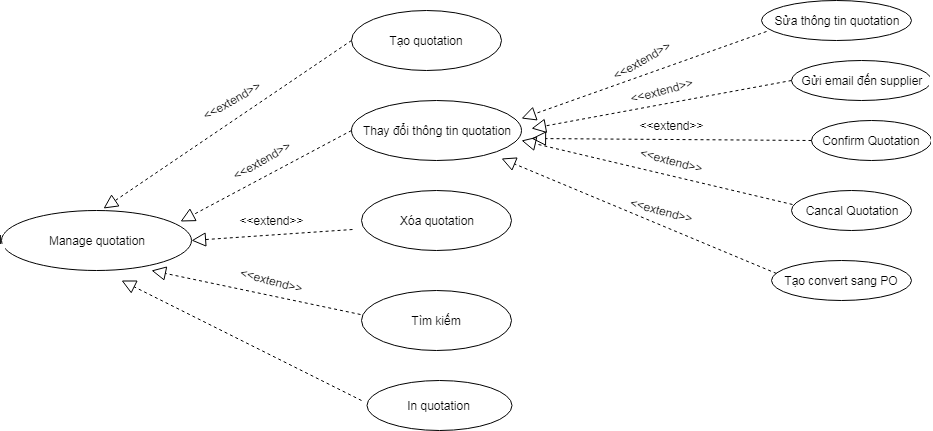 Tạo quotation
<<extend>>
Thay đổi thông tin quotation
<<extend>>
Manage quotation
<<extend>>
Xóa quotation
<<extend>>
Tìm kiếm
In quotation
Sửa thông tin quotation
<<extend>>
Gửi email đến supplier
<<extend>>
<<extend>>
Confirm Quotation
<<extend>>
Cancal Quotation
<<extend>>
Tạo convert sang PO